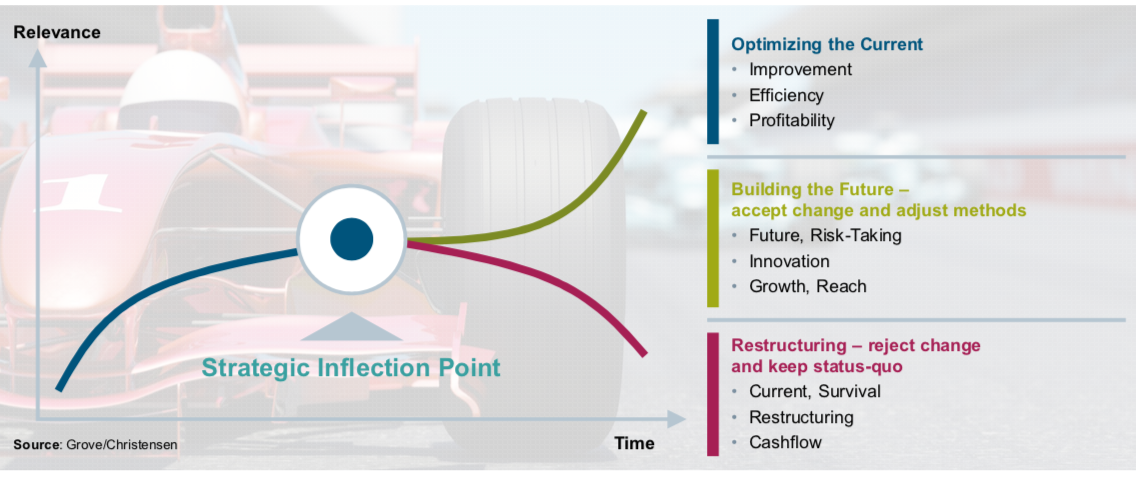 Relevance
1
Strategic Inflection Point
Time
Source: Grove/Christensen
Optimizing the Current
• Improvement
• Efficiency
• Profitability
Building the Future –
accept change and adjust methods
• Future, Risk-Taking
• Innovation
• Growth, Reach
Restructuring – reject change
and keep status-quo
• Current, Survival
• Restructuring
• Cashflow